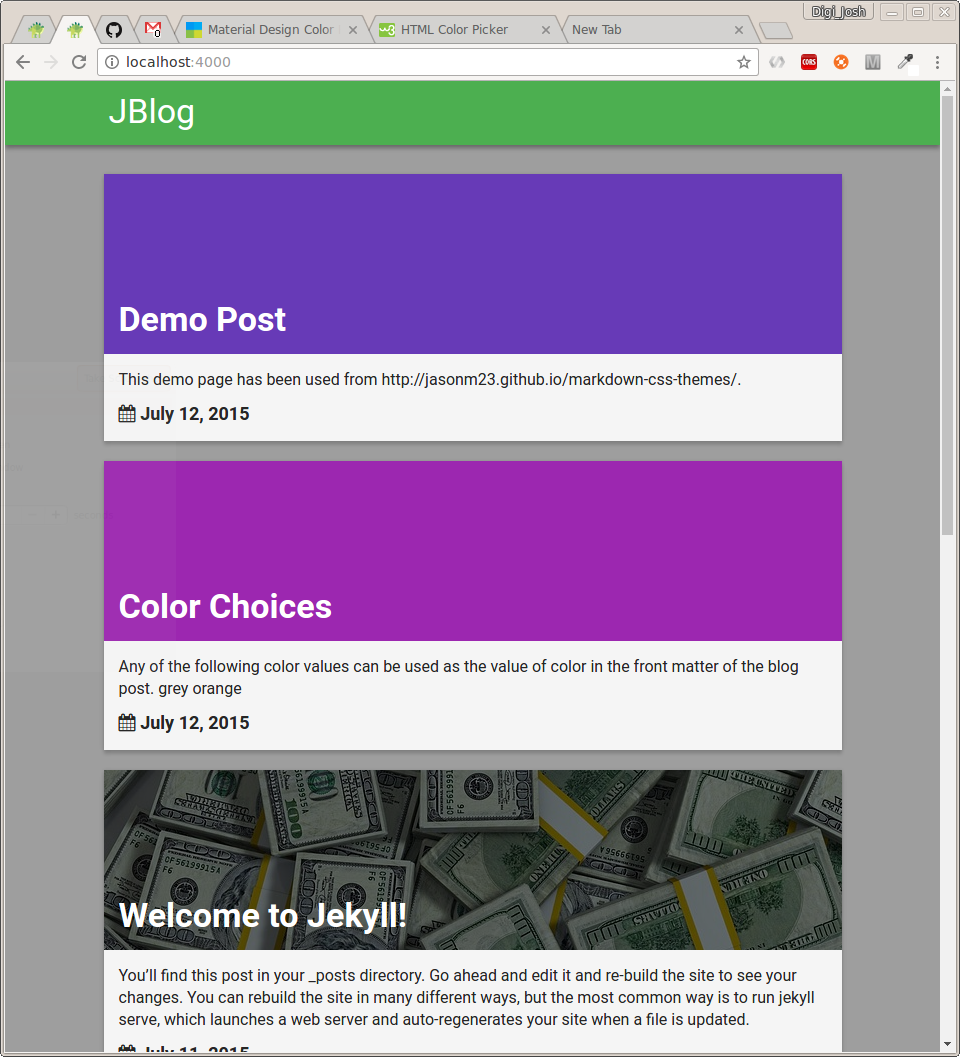 Digi_Josh
0
Material Design Color
HTML Color Picker
New Tab
localhost:4000
CORS
M
JBlog
Demo Post
This demo page has been used from http://jasonm23.github.io/markdown-css-themes/.
July 12, 2015
Color Choices
Any of the following color values can be used as the value of color in the front matter of the blog
post. grey orange
July 12, 2015
Welcome to Jekyll!
You’ll find this post in your _posts directory. Go ahead and edit it and re-build the site to see your
changes. You can rebuild the site in many different ways, but the most common way is to run jekyll
serve, which launches a web server and auto-regenerates your site when a file is updated.
July 11, 2015